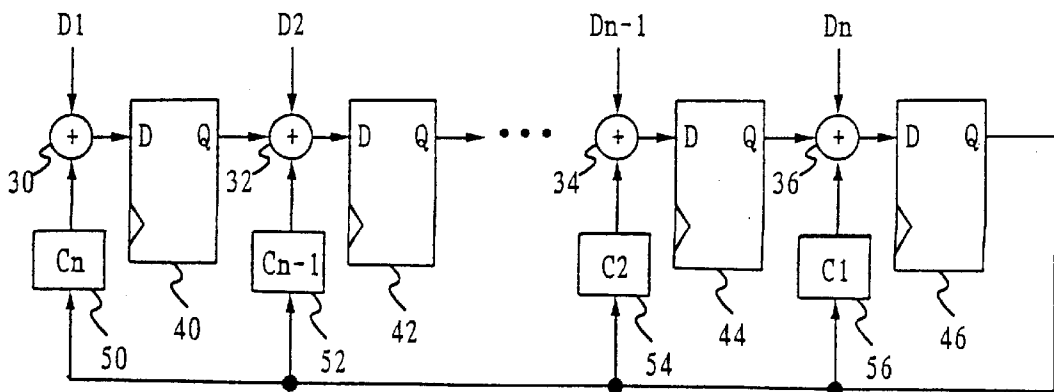 D1 D2 Dn-1 Dn
+ D Q + D Q ••• + D Q + D Q
30 32 34 36
Cn Cn-1 C2 C1
50 40 52 42 54 44 56 46